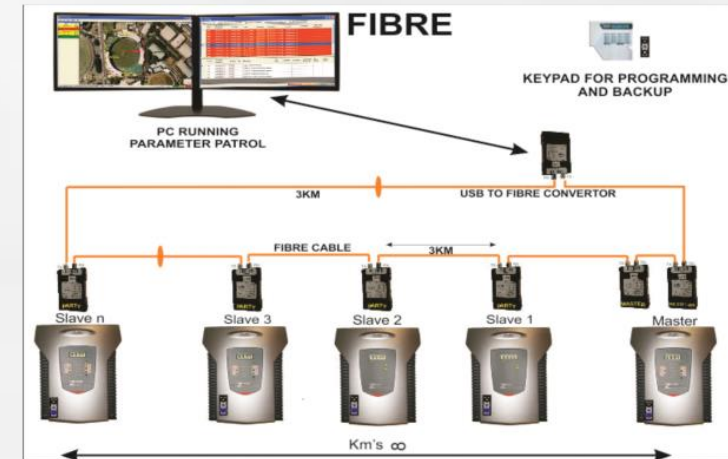 FIBRE
KEYPAD FOR PROGRAMMING
AND BACKUP
PC RUNNING
PARAMETER PATROL
USB TO FIBRE CONVERTOR
3KM
FIBRE CABLE
3KM
Slave n
Slave 3
Slave 2
Slave 1
Master
Km's ∞